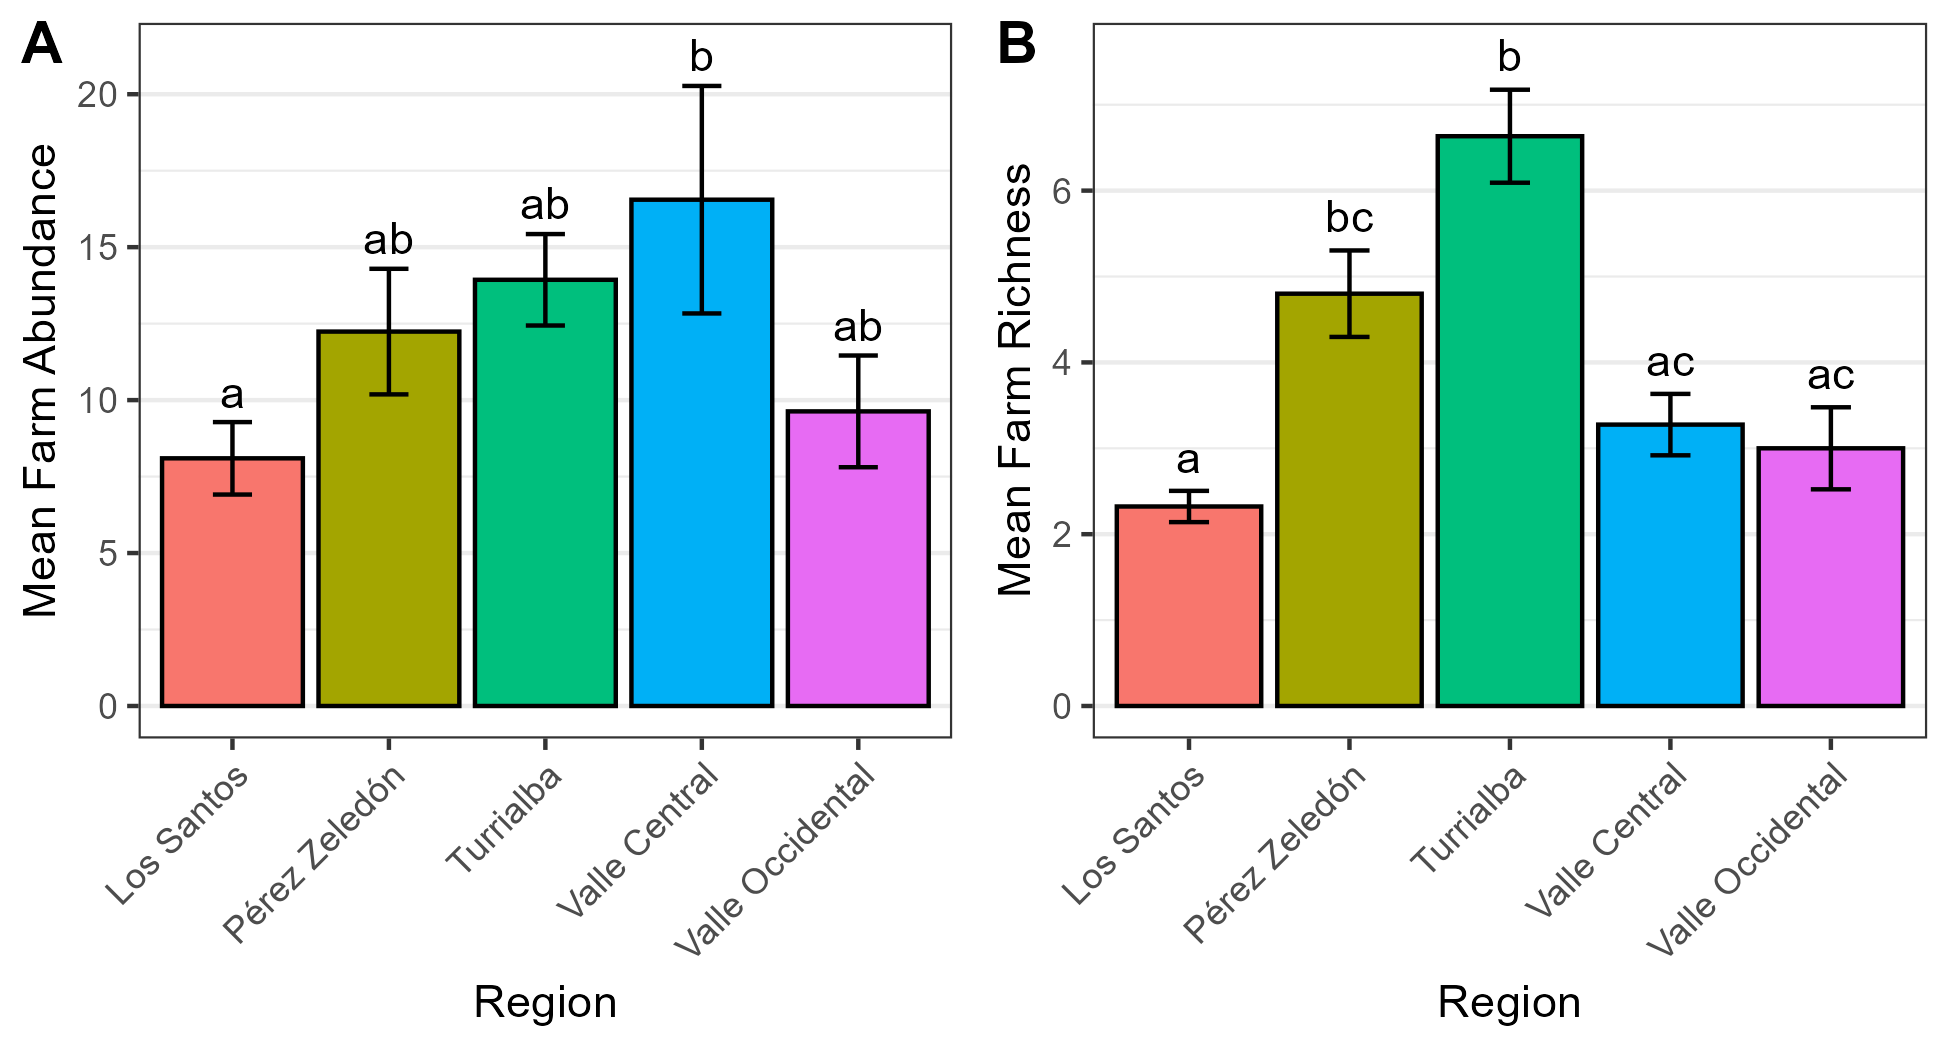 A
Mean Farm Abundance
20
15
10
5
0
a
ab
ab
b
ab
Los Santos
Pérez Zeledón
Turrialba
Valle Central
Valle Occidental
Region
B
Mean Farm Richness
6
4
2
0
a
bc
b
ac
ac
Los Santos
Pérez Zeledón
Turrialba
Valle Central
Valle Occidental
Region